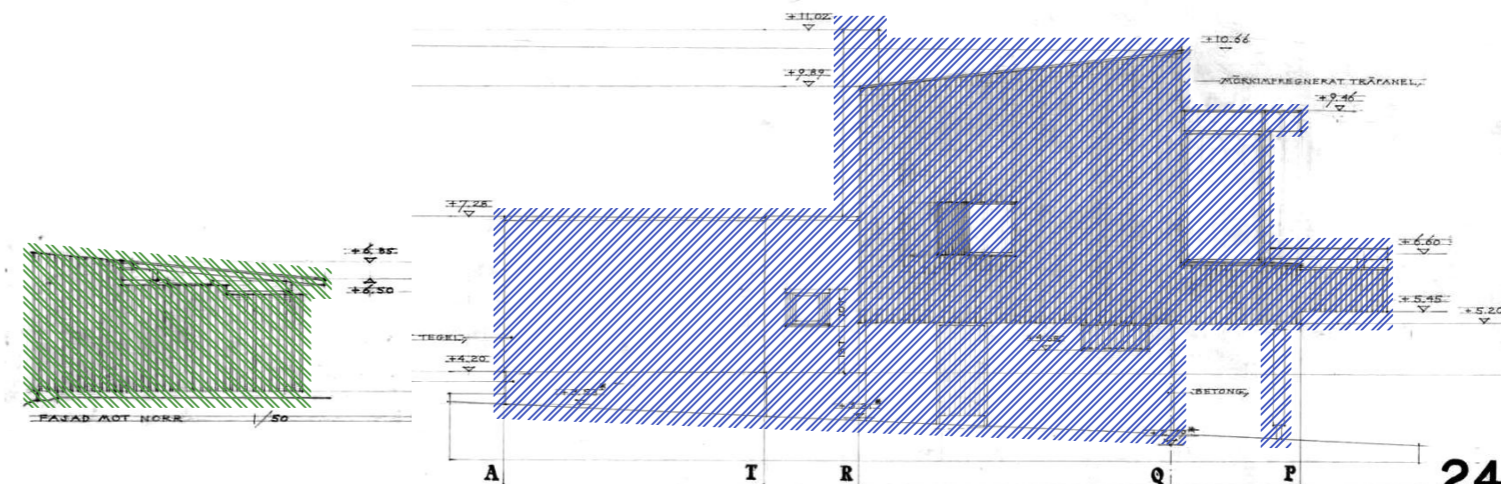 +11.02
+10.66
+9.89
MÖRKIMPREGNERAT TRÄPANEL,
+9.46
+7.28
+6.85
+6.60
+6.50
+5.45
+5.20
TEGEL,
+4.20
BETONG,
FAJAD MOT NORR 1/50
A T R Q P
24